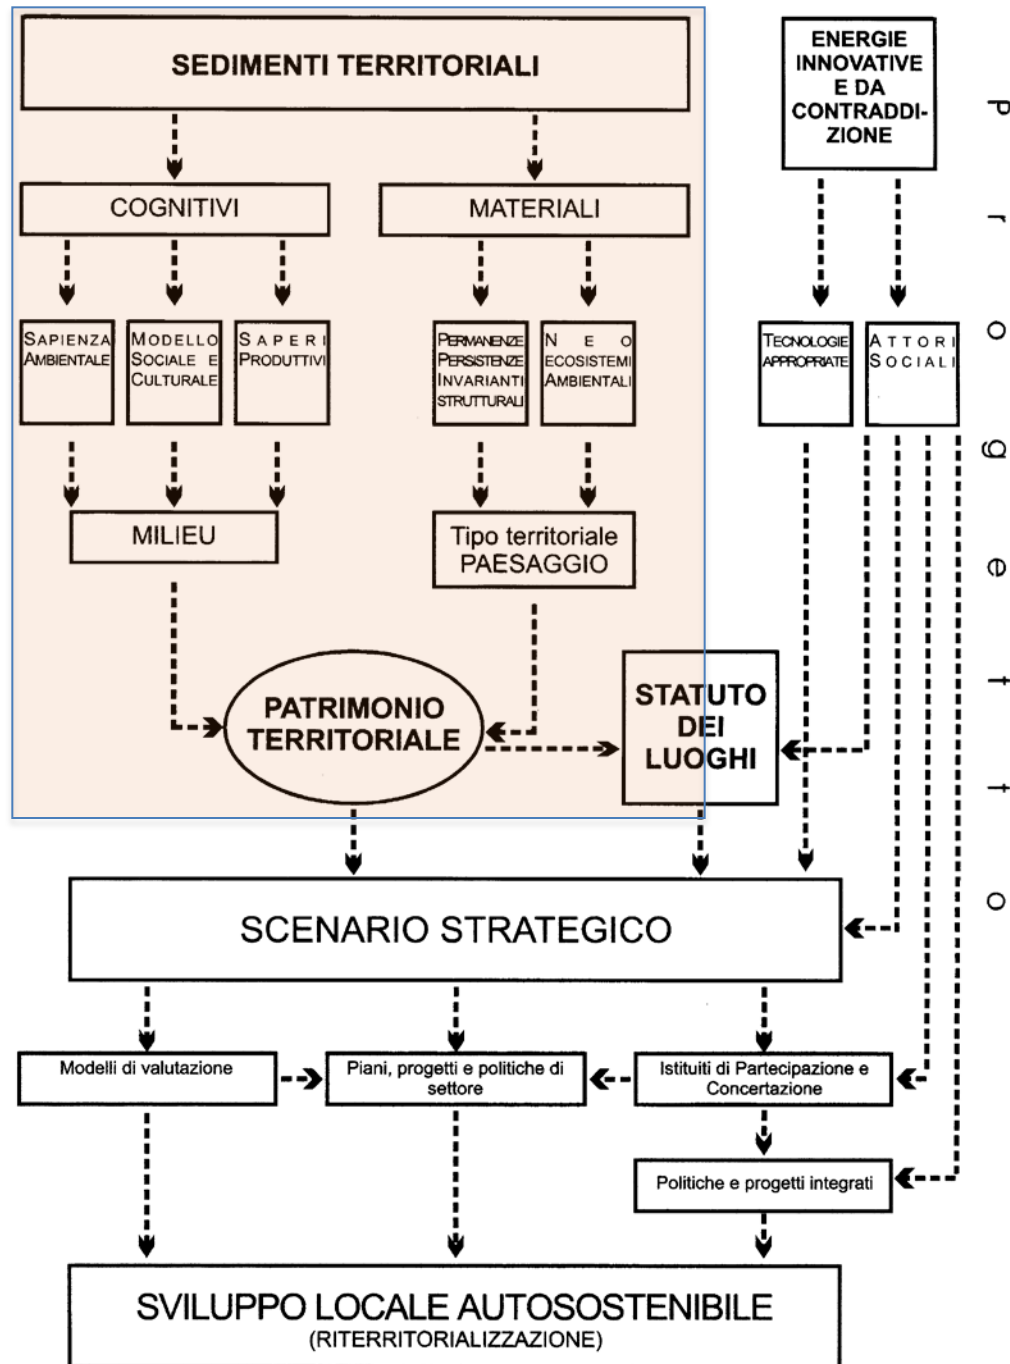 SEDIMENTI TERRITORIALI
ENERGIE
INNOVATIVE
E DA
CONTRADDI-
ZIONE
COGNITIVI
MATERIALI
SAPIENZA
AMBIENTALE
MODELLO
SOCIALE E
CULTURALE
SAPERI
PRODUTTIVI
PERMANENZE
PERSISTENZE
INVARIANTI
STRUTTURALI
NEO
ECOSISTEMI
AMBIENTALI
TECNOLOGIE
APPROPRIATE
ATTORI
SOCIALI
MILIEU
Tipo territoriale
PAESAGGIO
PATRIMONIO
TERRITORIALE
STATUTO
DEI
LUOGHI
SCENARIO STRATEGICO
Modelli di valutazione
Piani, progetti e politiche di
settore
Istituiti di Partecipazione e
Concertazione
Politiche e progetti integrati
SVILUPPO LOCALE AUTOSOSTENIBILE
(RITERRITORIALIZZAZIONE)
Progetto